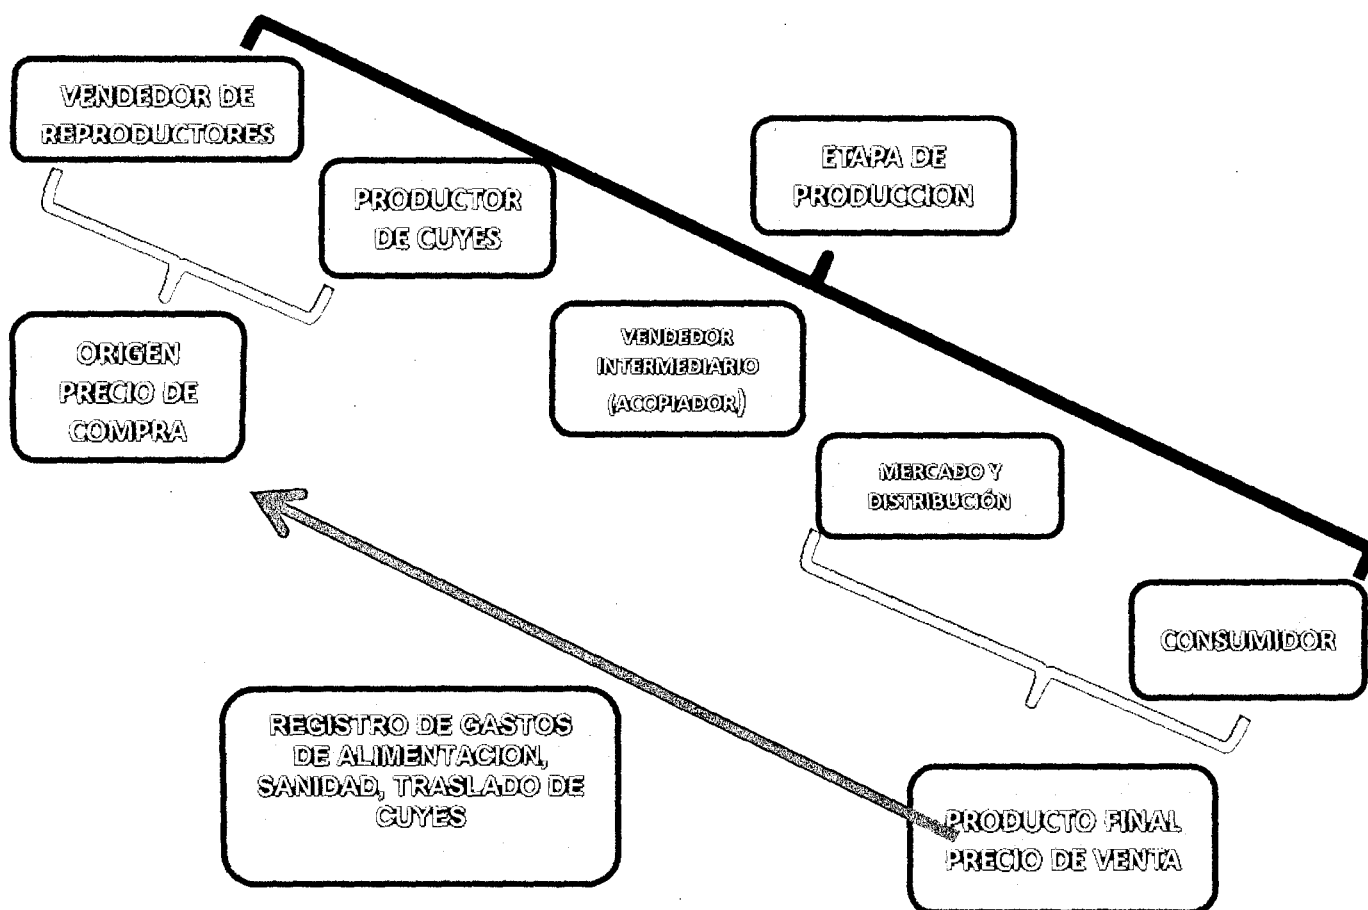 VENDEDOR DE
REPRODUCTORES
PRODUCTOR
DE CUYES
ETAPA DE
PRODUCCION
ORIGEN
PRECIO DE
COMPRA
VENDEDOR
INTERMEDIARIO
(ACOPIADOR)
MERCADO Y
DISTRIBUCIÓN
CONSUMIDOR
REGISTRO DE GASTOS
DE ALIMENTACION,
SANIDAD, TRASLADO DE
CUYES
PRODUCTO FINAL
PRECIO DE VENTA